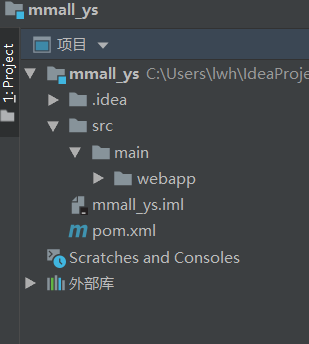 mmall_ys
1: Project
项目
mmall_ys C:\Users\lwh\IdeaProje
.idea
src
main
webapp
mmall_ys.iml
pom.xml
Scratches and Consoles
外部库